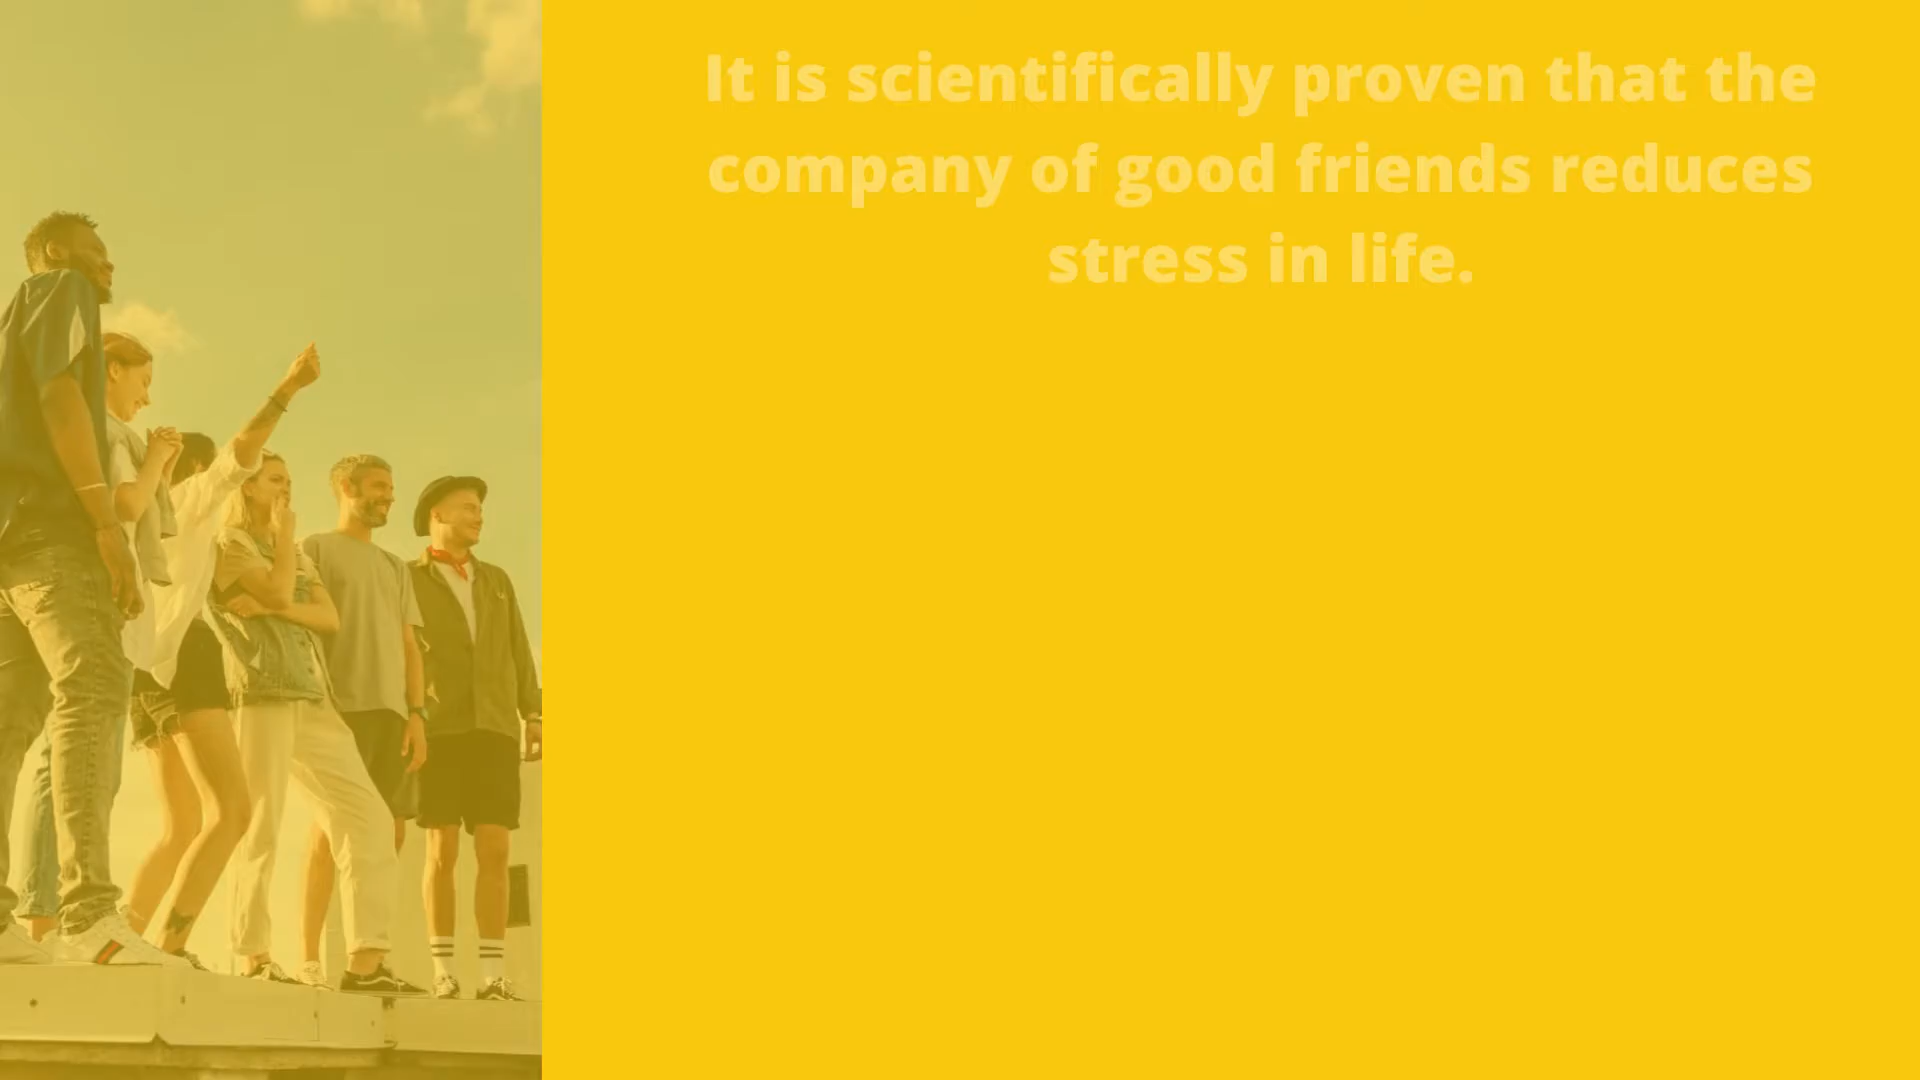 It is scientifically proven that the
company of good friends reduces
stress in life.